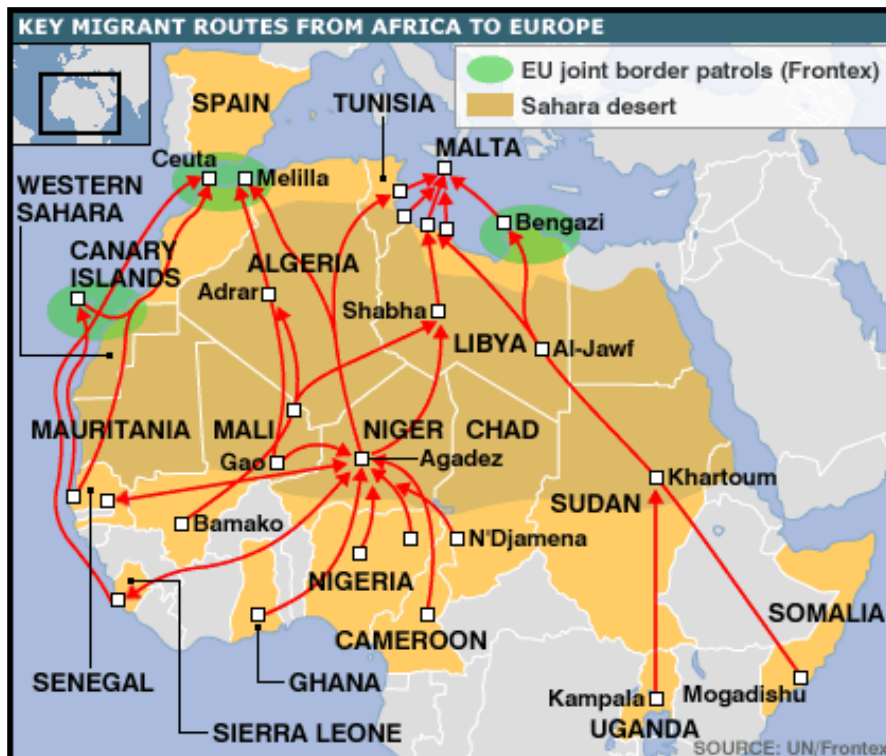 KEY MIGRANT ROUTES FROM AFRICA TO EUROPE
EU joint border patrols (Frontex)
Sahara desert
SPAIN
TUNISIA
MALTA
Ceuta
Melilla
WESTERN
SAHARA
Bengazi
CANARY
ISLANDS
ALGERIA
Adrar
Shabha
LIBYA
Al-Jawf
MAURITANIA
MALI
NIGER
CHAD
Gao
Agadez
Khartoum
SUDAN
Bamako
N'Djamena
NIGERIA
SOMALIA
CAMEROON
SENEGAL
GHANA
Kampala
Mogadishu
SIERRA LEONE
UGANDA
SOURCE: UN/Frontex